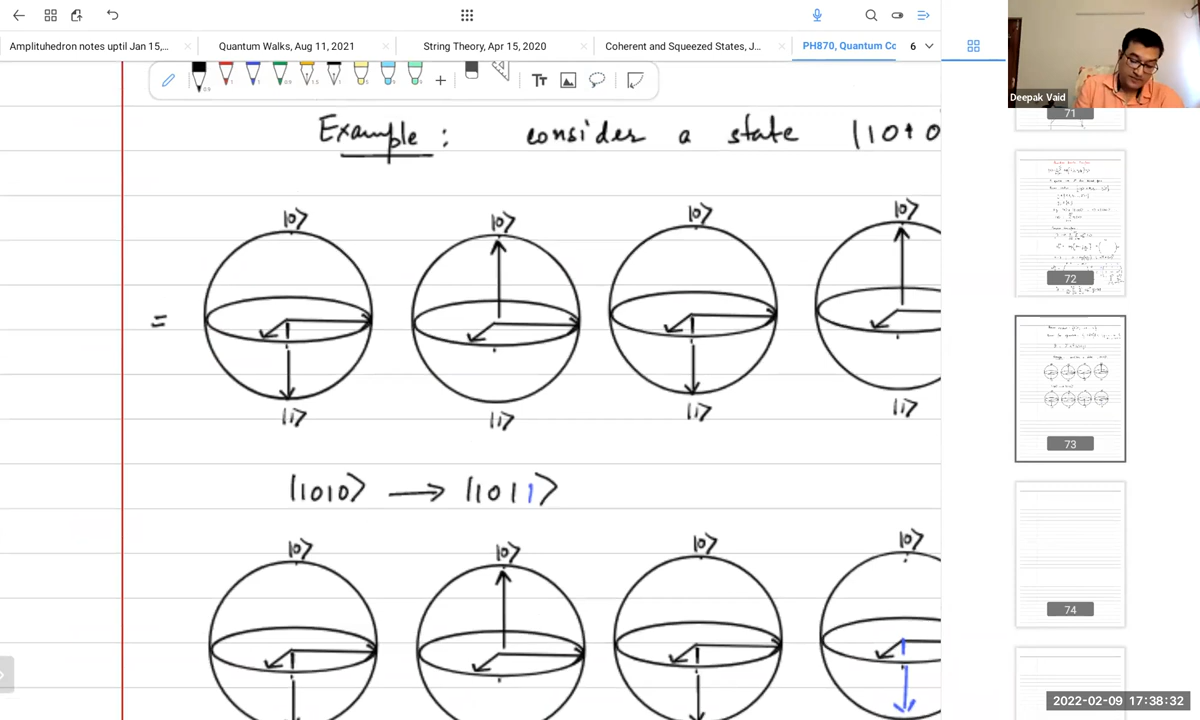 Amplituhedron notes uptil Jan 15,...
Quantum Walks, Aug 11, 2021
String Theory, Apr 15, 2020
Coherent and Squeezed States, J...
PH870, Quantum Cc
6
Deepak Vaid
Tт
Example : consider a state |10+0
|0⟩ |0⟩ |0⟩ |0⟩
=
|1⟩ |1⟩ |1⟩ |1⟩
|1010⟩ → |1011⟩
|0⟩ |0⟩ |0⟩ |0⟩
71
72
73
74
2022-02-09 17:38:32